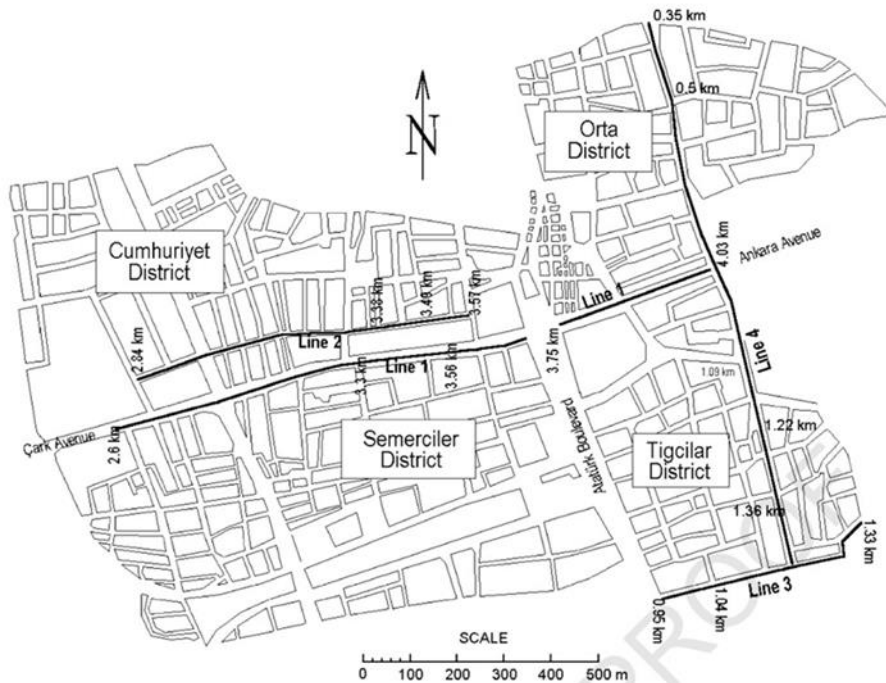 0.35 km
0.5 km
Orta
District
N
4.03 km
Ankara Avenue
Cumhuriyet
District
3.38 km
3.49 km
3.57 km
Line 1
2.84 km
Line 2
3.75 km
Line 4
Line 1
3.3 km
3.56 km
1.09 km
Çark Avenue
2.6 km
Semerciler
District
Atatürk Boulevard
Tigcilar
District
1.22 km
1.36 km
1.33 km
Line 3
0.95 km
1.04 km
SCALE
0 100 200 300 400 500 m
PROOF